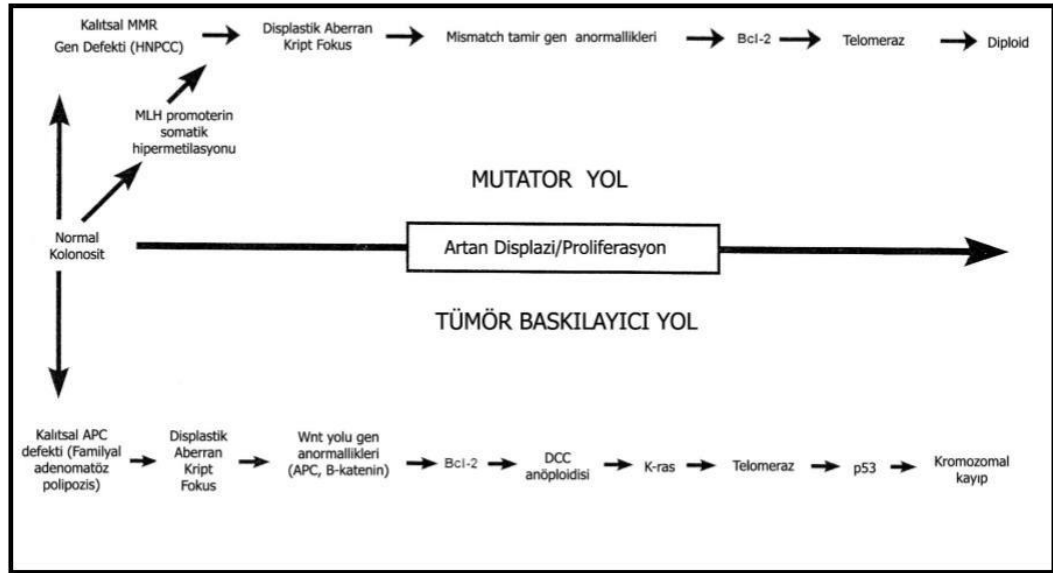 Kalıtsal MMR
Gen Defekti (HNPCC)
Displastik Aberran
Kript Fokus
Mismatch tamir gen anormallikleri
Bcl-2
Telomeraz
Diploid
MLH promoterin
somatik
hipermetilasyonu
MUTATOR YOL
Normal
Kolonosit
Artan Displazi/Proliferasyon
TÜMÖR BASKILAYICI YOL
Kalıtsal APC
defekti (Familyal
adenomatöz
polipozis)
Displastik
Aberran
Kript
Fokus
Wnt yolu gen
anormallikleri
(APC, B-katenin)
Bcl-2
DCC
anöploidisi
K-ras
Telomeraz
p53
Kromozomal
kayıp